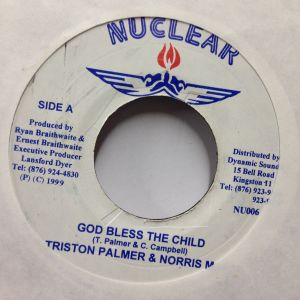 NUCLEAR
SIDE A
Produced by
Ryan Braithwaite
Ernest Braithwaite
Executive Producer
Lansford Dyer
Tel: (876) 924-4830
(P) (C) 1999
Distributed by
Dynamic Sound
15 Bell Road
Kingston 11
Tel: (876) 923-9
923-
NU006
GOD BLESS THE CHILD
(T. Palmer & C. Campbell)
TRISTON PALMER & NORRIS M